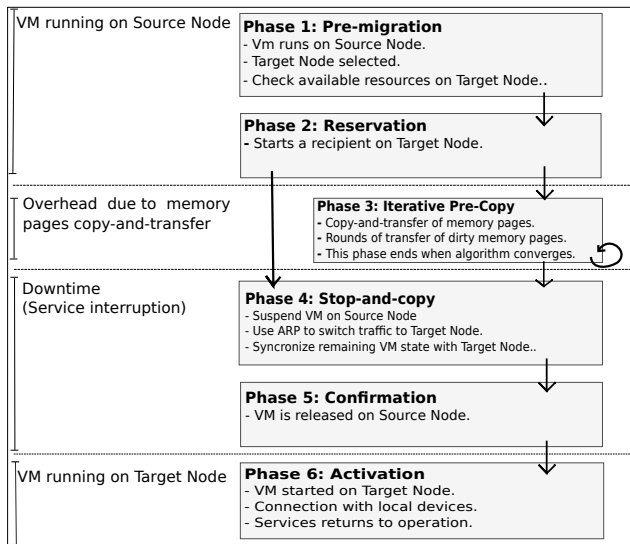 VM running on Source Node
Phase 1: Pre-migration
- Vm runs on Source Node.
- Target Node selected.
- Check available resources on Target Node..
Phase 2: Reservation
- Starts a recipient on Target Node.
Overhead due to memory
pages copy-and-transfer
Phase 3: Iterative Pre-Copy
- Copy-and-transfer of memory pages.
- Rounds of transfer of dirty memory pages.
- This phase ends when algorithm converges.
Downtime
(Service interruption)
Phase 4: Stop-and-copy
- Suspend VM on Source Node
- Use ARP to switch traffic to Target Node.
- Syncronize remaining VM state with Target Node..
Phase 5: Confirmation
- VM is released on Source Node.
VM running on Target Node
Phase 6: Activation
- VM started on Target Node.
- Connection with local devices.
- Services returns to operation.